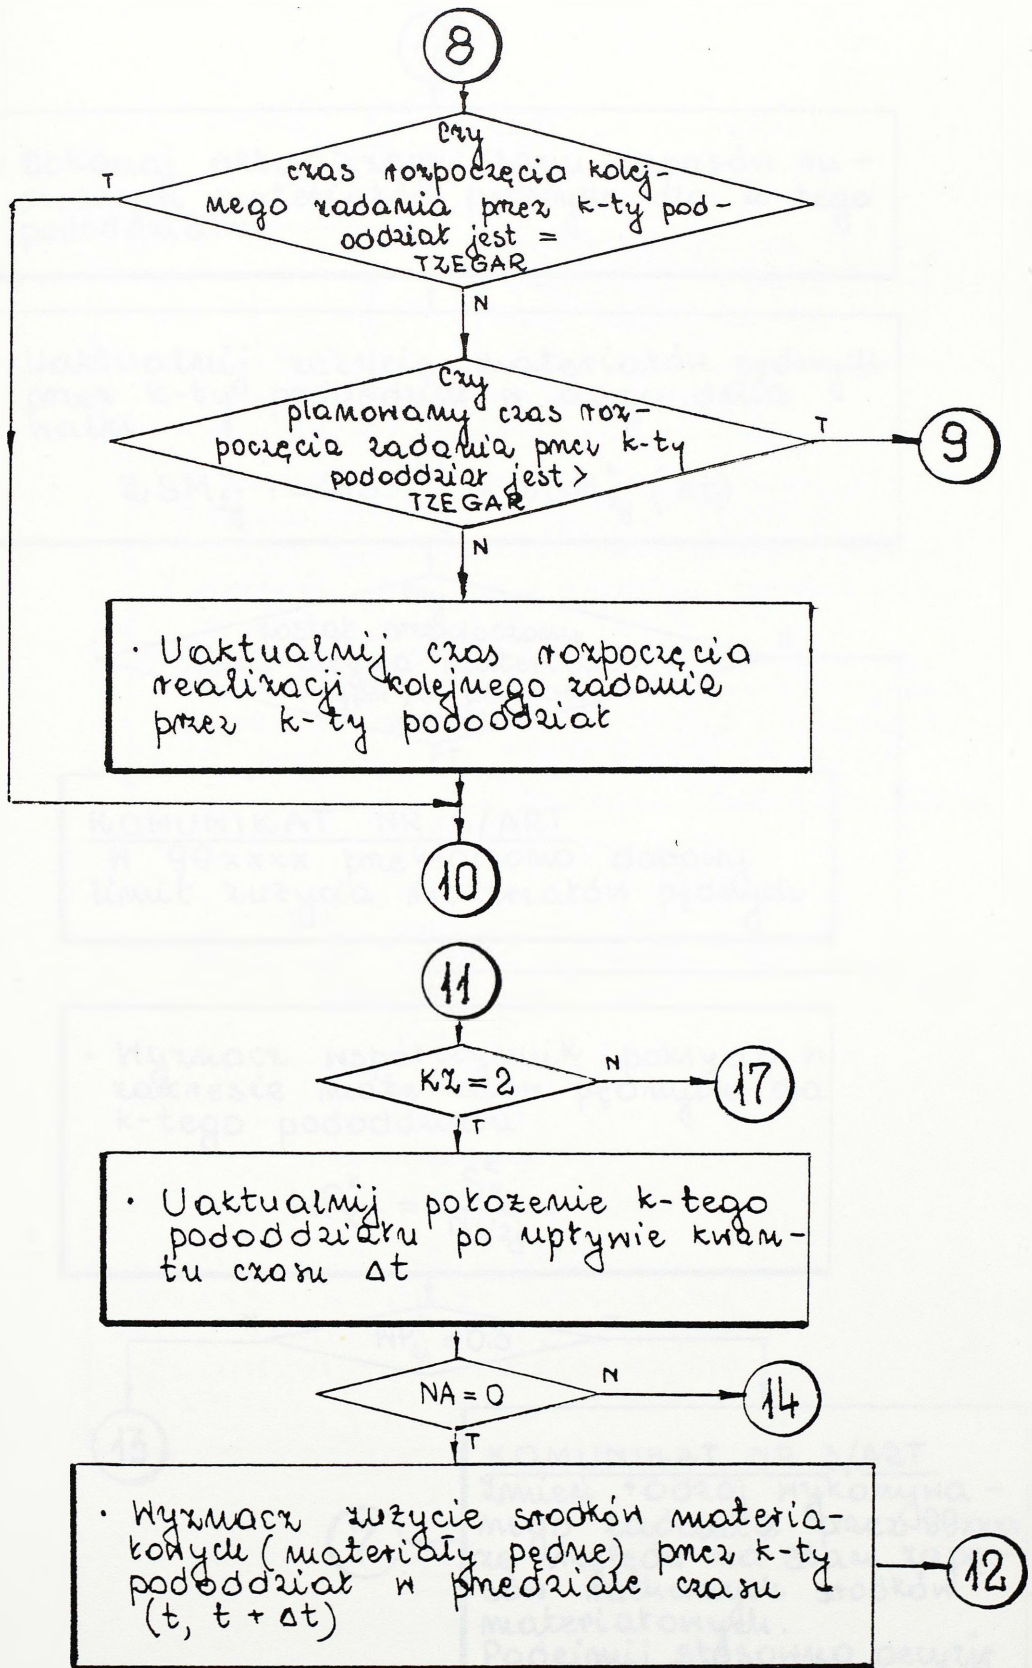 8
Czy
czas rozpoczęcia kolej-
nego zadania przez k-ty pod-
oddział jest =
TZEGAR
T
N
Czy
planowany czas roz-
poczęcia zadania przez k-ty
pododdział jest >
TZEGAR
T
9
N
· Uaktualnij czas rozpoczęcia
realizacji kolejnego zadania
przez k-ty pododdział
10
11
KZ = 2
N
17
T
· Uaktualnij położenie k-tego
pododdziału po upływie kwan-
tu czasu Δt
NA = 0
N
14
T
· Wyznacz zużycie środków materia-
łowych (materiały pędne) przez k-ty
pododdział w przedziale czasu
(t, t + Δt)
12
13